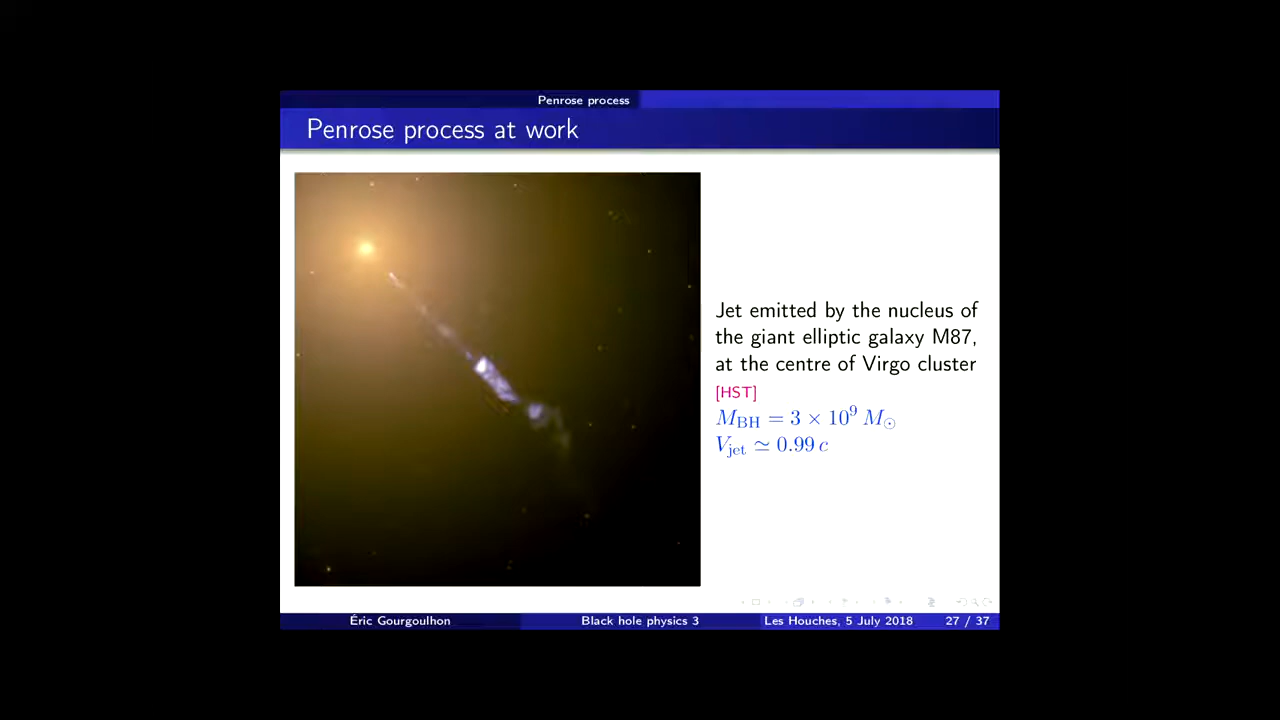 Penrose process
Penrose process at work
Jet emitted by the nucleus of
the giant elliptic galaxy M87,
at the centre of Virgo cluster
[HST]
M_BH = 3 × 10⁹ M_⊙
V_jet ≃ 0.99 c
Éric Gourgoulhon Black hole physics 3 Les Houches, 5 July 2018 27 / 37